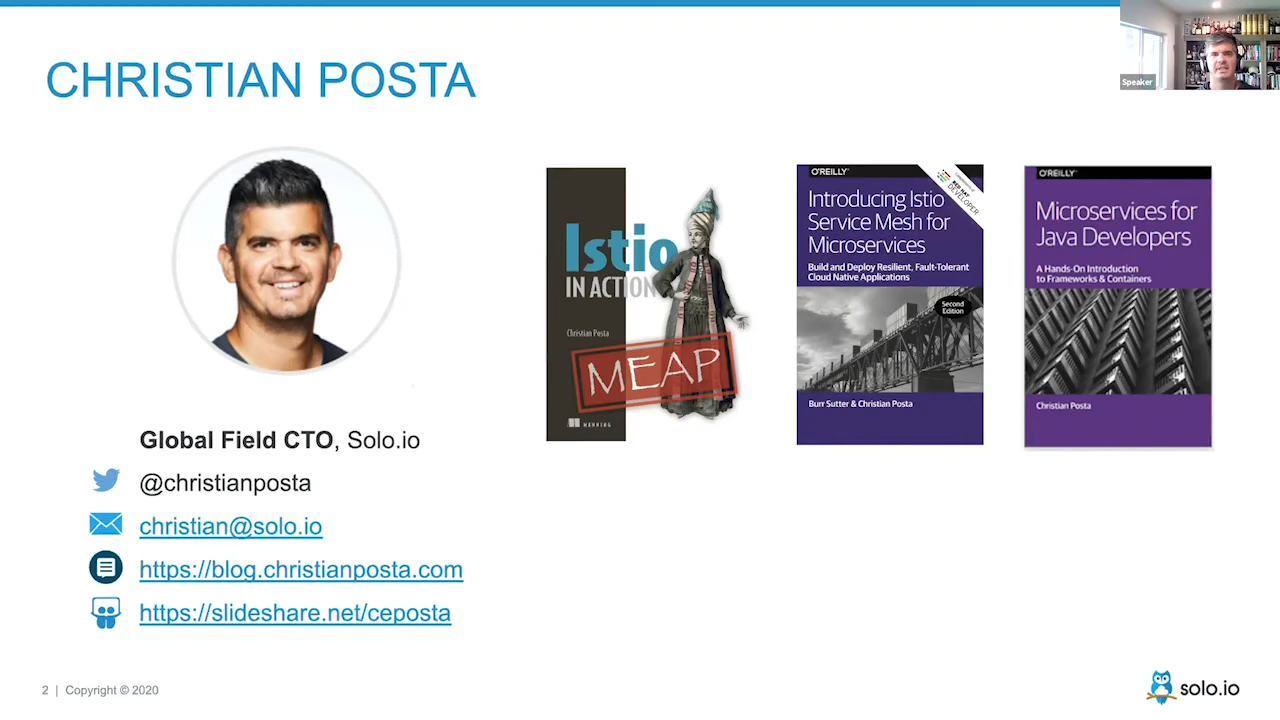 CHRISTIAN POSTA
Speaker
Global Field CTO, Solo.io
@christianposta
christian@solo.io
https://blog.christianposta.com
https://slideshare.net/ceposta
Istio
IN ACTION
Christian Posta
MEAP
MANNING
O'REILLY
RED HAT
DEVELOPER
Introducing Istio
Service Mesh for
Microservices
Build and Deploy Resilient, Fault-Tolerant
Cloud Native Applications
Second
Edition
Burr Sutter & Christian Posta
O'REILLY
Microservices for
Java Developers
A Hands-On Introduction
to Frameworks & Containers
Christian Posta
2 | Copyright © 2020
solo.io